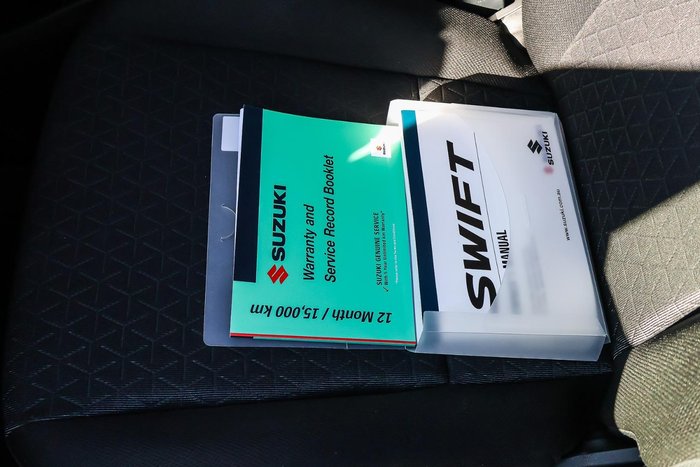 SUZUKI
Warranty and
Service Record Booklet
SUZUKI GENUINE SERVICE
12 Month / 15,000 km
SUZUKI
SWIFT
MANUAL
SUZUKI
www.suzuki.com.au